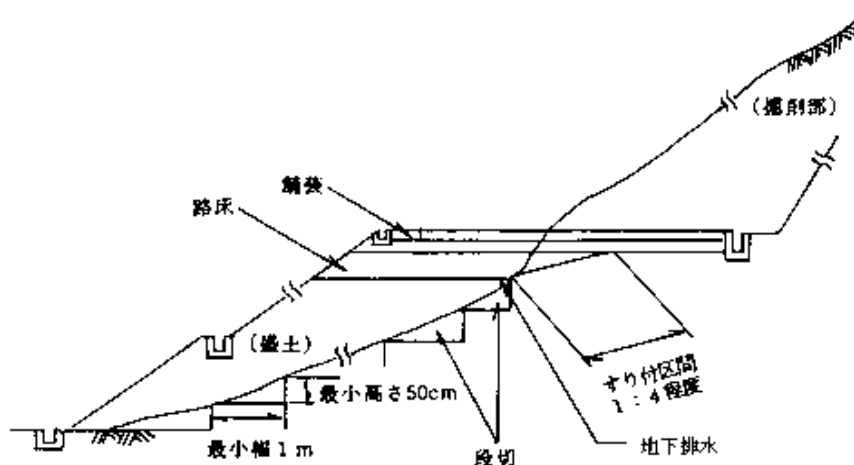 (掘削部)
舗装
路床
(盛土)
すり付区間
1:4程度
最小高さ50cm
最小幅1m
段切
地下排水